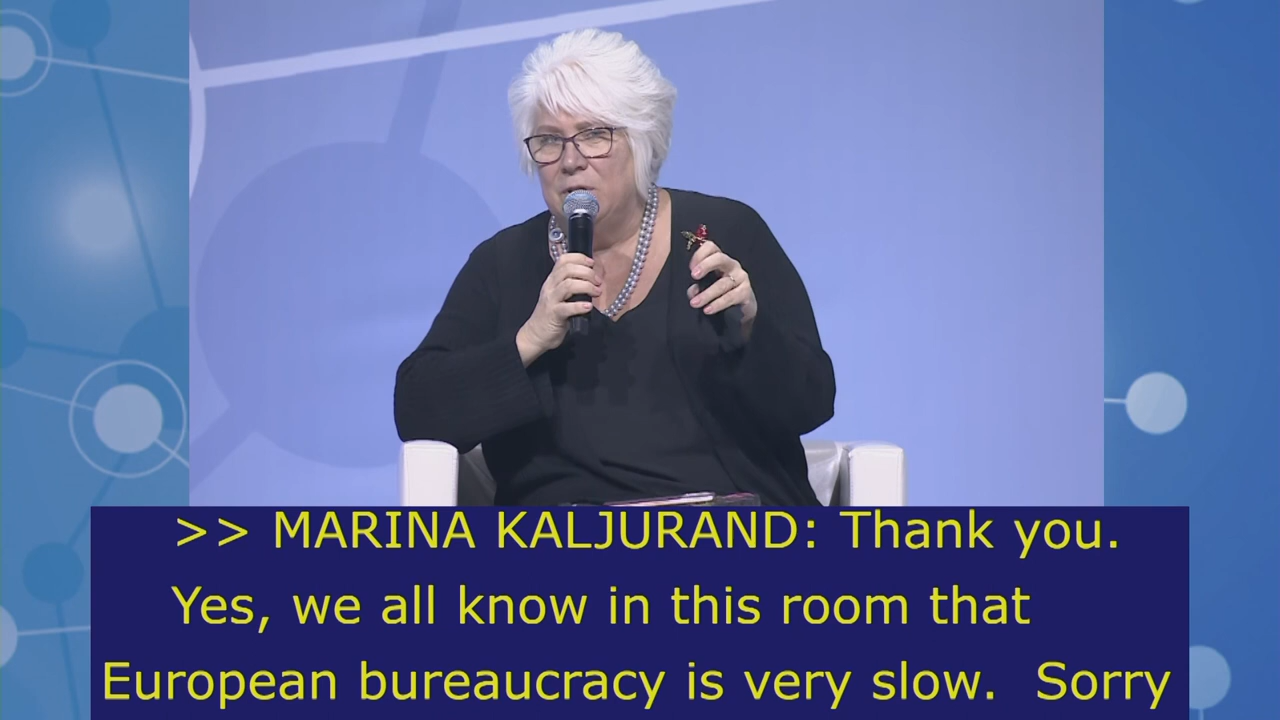 >> MARINA KALJURAND: Thank you.
Yes, we all know in this room that
European bureaucracy is very slow.  Sorry